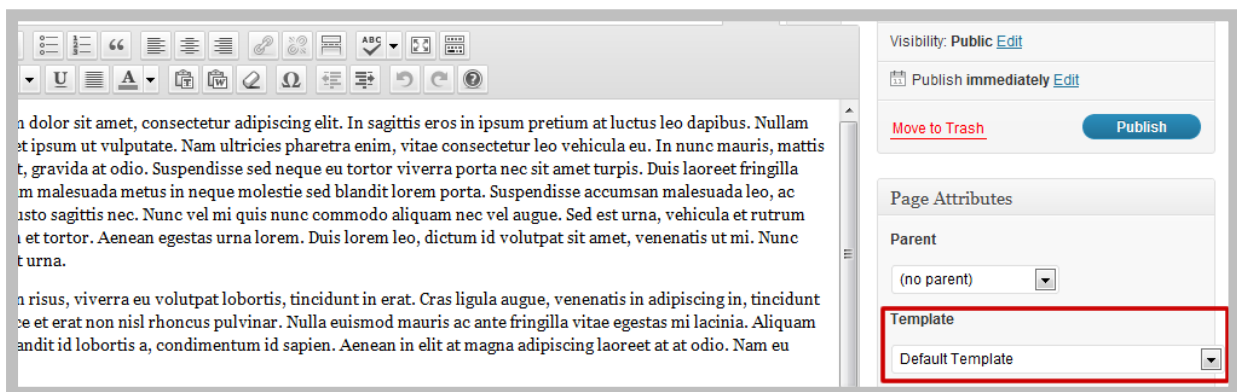 ABC
n dolor sit amet, consectetur adipiscing elit. In sagittis eros in ipsum pretium at luctus leo dapibus. Nullam
et ipsum ut vulputate. Nam ultricies pharetra enim, vitae consectetur leo vehicula eu. In nunc mauris, mattis
t, gravida at odio. Suspendisse sed neque eu tortor viverra porta nec sit amet turpis. Duis laoreet fringilla
m malesuada metus in neque molestie sed blandit lorem porta. Suspendisse accumsan malesuada leo, ac
usto sagittis nec. Nunc vel mi quis nunc commodo aliquam nec vel augue. Sed est urna, vehicula et rutrum
et tortor. Aenean egestas urna lorem. Duis lorem leo, dictum id volutpat sit amet, venenatis ut mi. Nunc
t urna.
n risus, viverra eu volutpat lobortis, tincidunt in erat. Cras ligula augue, venenatis in adipiscing in, tincidunt
ce et erat non nisl rhoncus pulvinar. Nulla euismod mauris ac ante fringilla vitae egestas mi lacinia. Aliquam
andit id lobortis a, condimentum id sapien. Aenean in elit at magna adipiscing laoreet at at odio. Nam eu
Visibility: Public Edit
Publish immediately Edit
Move to Trash
Publish
Page Attributes
Parent
(no parent)
Template
Default Template